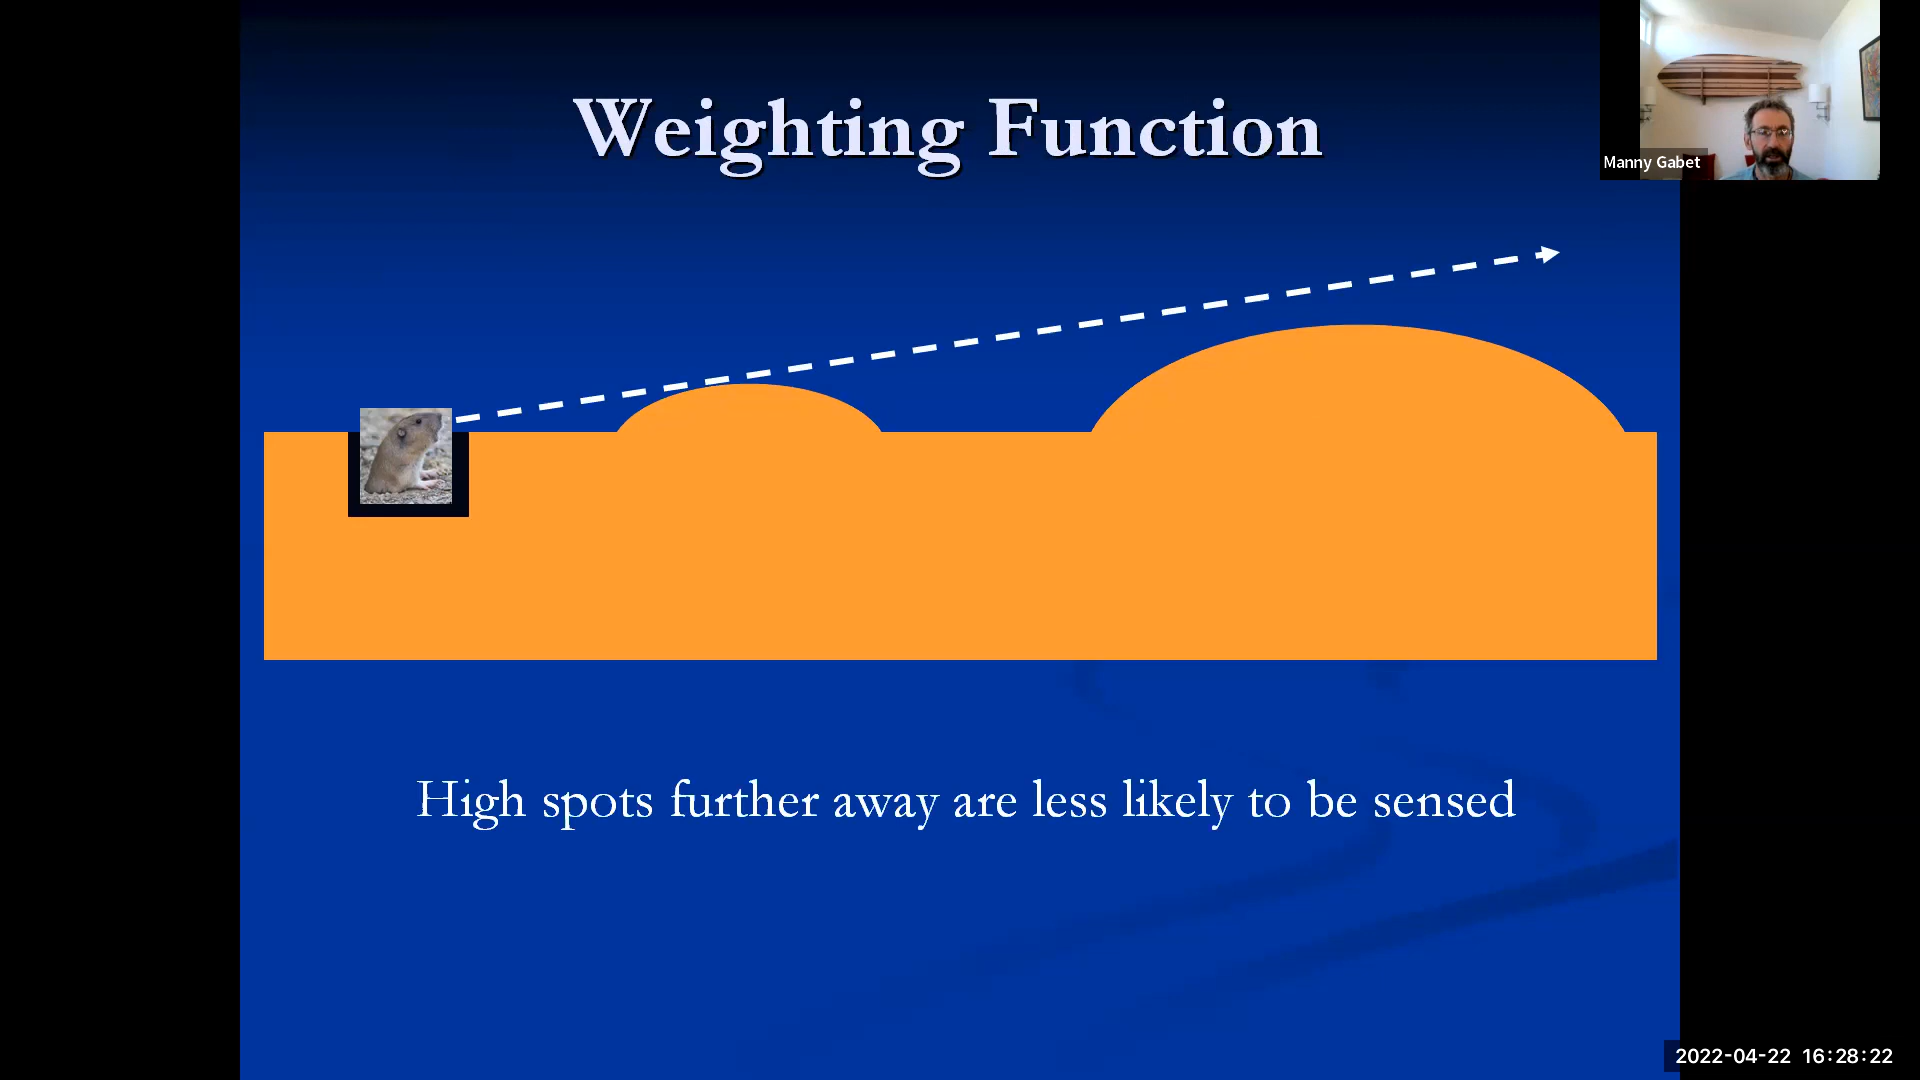 Weighting Function
Manny Gabet
High spots further away are less likely to be sensed
2022-04-22 16:28:22